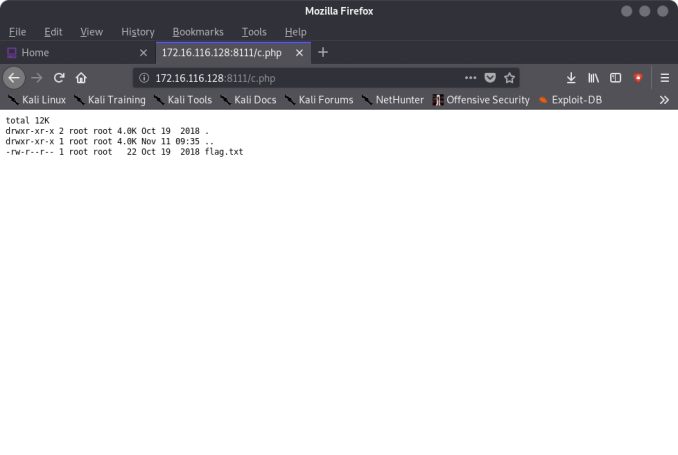 Mozilla Firefox
File Edit View History Bookmarks Tools Help
Home × 172.16.116.128:8111/c.php × +
172.16.116.128:8111/c.php
Kali Linux Kali Training Kali Tools Kali Docs Kali Forums NetHunter Offensive Security Exploit-DB
total 12K
drwxr-xr-x 2 root root 4.0K Oct 19  2018 .
drwxr-xr-x 1 root root 4.0K Nov 11 09:35 ..
-rw-r--r-- 1 root root   22 Oct 19  2018 flag.txt